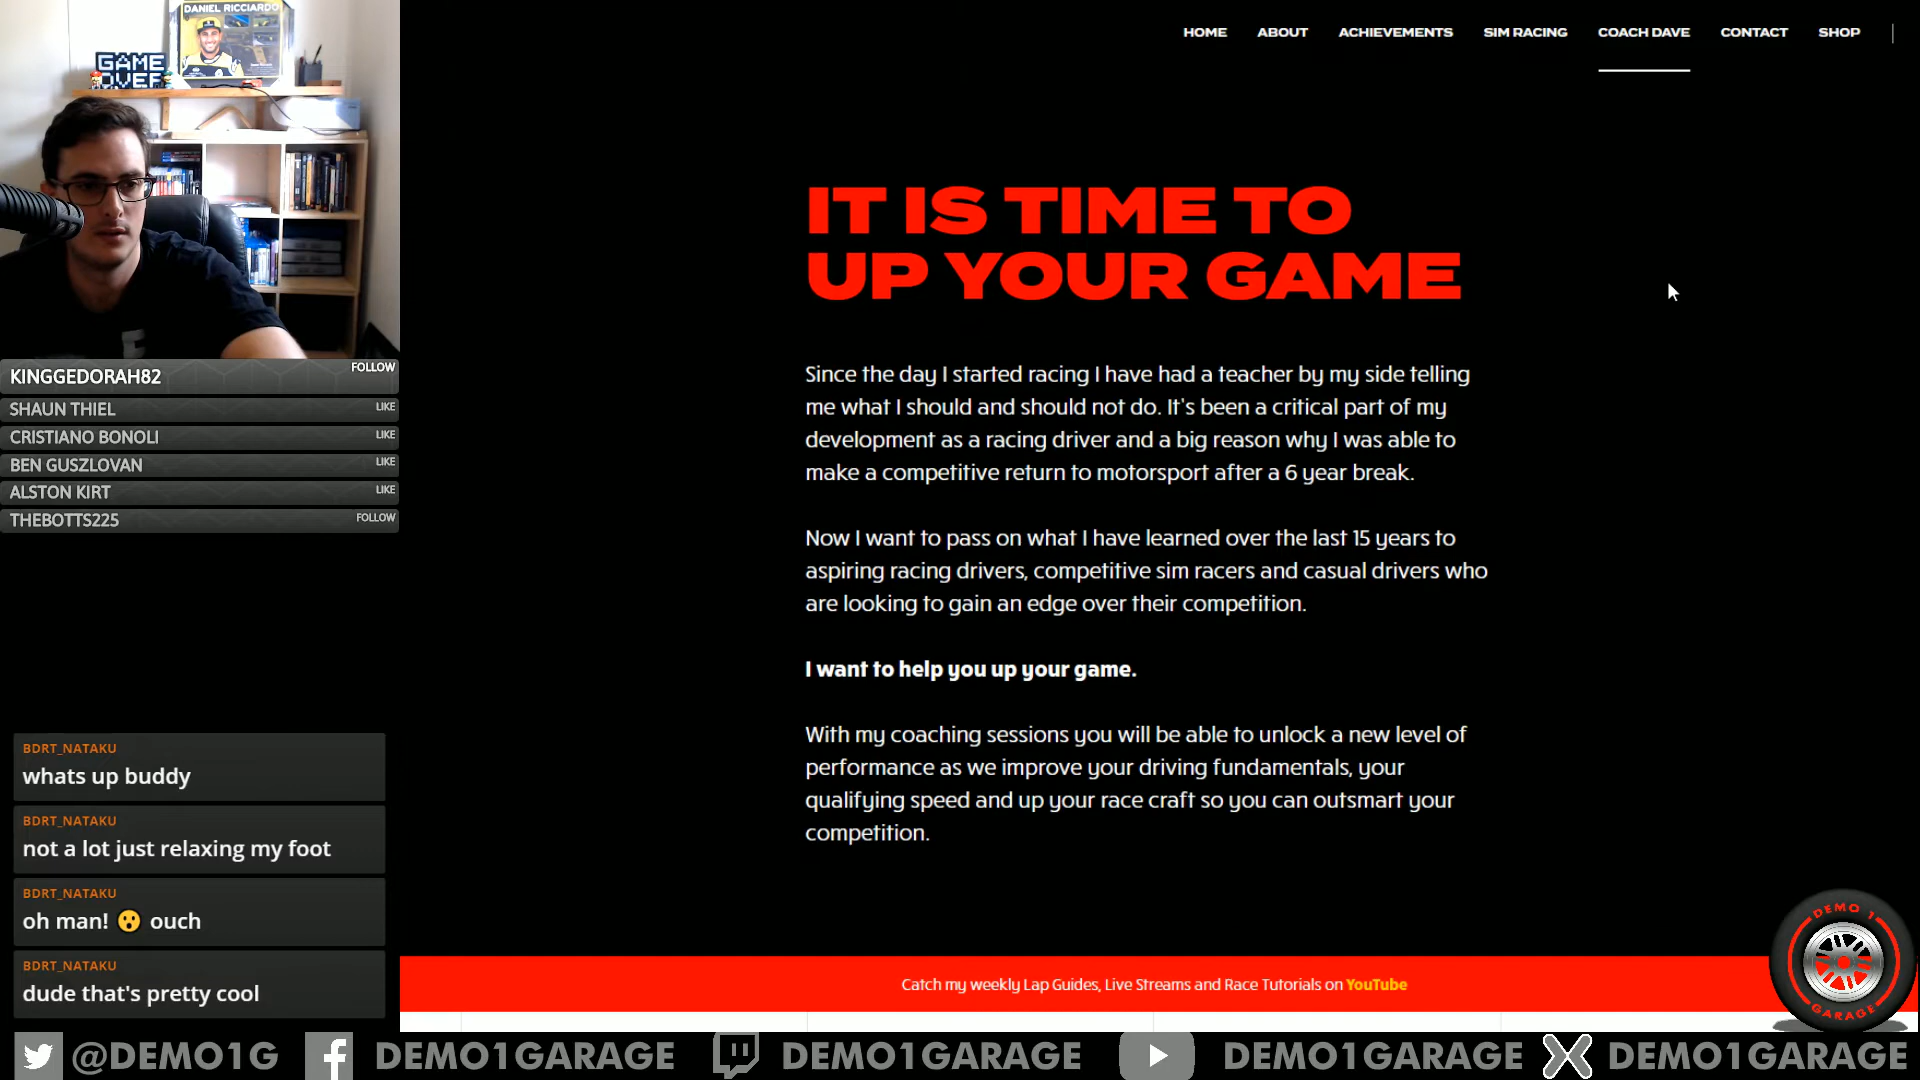 DANIEL RICCIARDO
GAME
OVER
HOME
ABOUT
ACHIEVEMENTS
SIM RACING
COACH DAVE
CONTACT
SHOP
IT IS TIME TO
UP YOUR GAME
Since the day I started racing I have had a teacher by my side telling
me what I should and should not do. It's been a critical part of my
development as a racing driver and a big reason why I was able to
make a competitive return to motorsport after a 6 year break.
Now I want to pass on what I have learned over the last 15 years to
aspiring racing drivers, competitive sim racers and casual drivers who
are looking to gain an edge over their competition.
I want to help you up your game.
With my coaching sessions you will be able to unlock a new level of
performance as we improve your driving fundamentals, your
qualifying speed and up your race craft so you can outsmart your
competition.
Catch my weekly Lap Guides, Live Streams and Race Tutorials on YouTube
KINGGEDORAH82 FOLLOW
SHAUN THIEL LIKE
CRISTIANO BONOLI LIKE
BEN GUSZLOVAN LIKE
ALSTON KIRT LIKE
THEBOTTS225 FOLLOW
BDRT_NATAKU
whats up buddy
BDRT_NATAKU
not a lot just relaxing my foot
BDRT_NATAKU
oh man! 😮 ouch
BDRT_NATAKU
dude that's pretty cool
DEMO 1
GARAGE
@DEMO1G
DEMO1GARAGE
DEMO1GARAGE
DEMO1GARAGE
DEMO1GARAGE